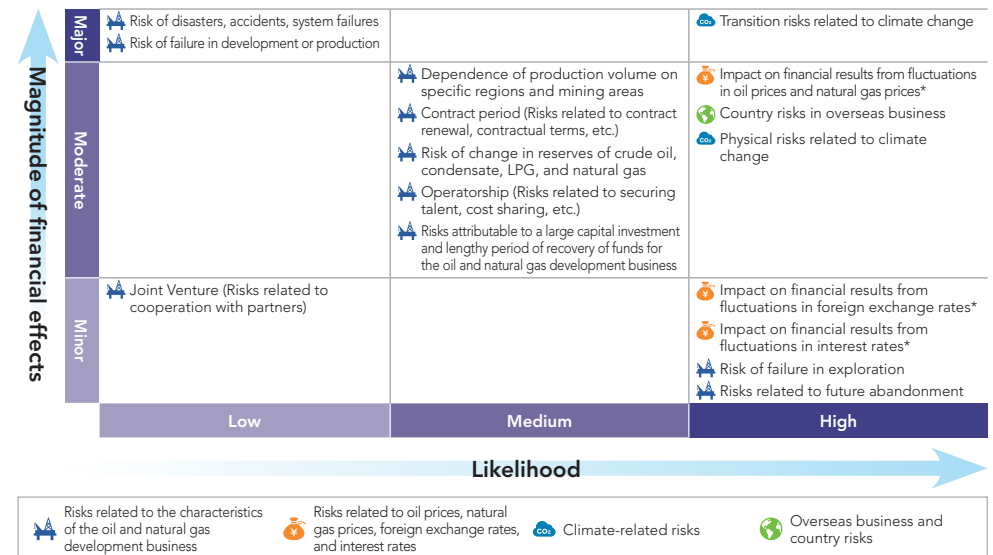 Magnitude of financial effects
Major
Risk of disasters, accidents, system failures
Risk of failure in development or production
CO₂ Transition risks related to climate change
Moderate
Dependence of production volume on
specific regions and mining areas
Contract period (Risks related to contract
renewal, contractual terms, etc.)
Risk of change in reserves of crude oil,
condensate, LPG, and natural gas
Operatorship (Risks related to securing
talent, cost sharing, etc.)
Risks attributable to a large capital investment
and lengthy period of recovery of funds for
the oil and natural gas development business
¥ Impact on financial results from fluctuations
in oil prices and natural gas prices*
Country risks in overseas business
CO₂ Physical risks related to climate
change
Minor
Joint Venture (Risks related to
cooperation with partners)
¥ Impact on financial results from
fluctuations in foreign exchange rates*
¥ Impact on financial results from
fluctuations in interest rates*
Risk of failure in exploration
Risks related to future abandonment
Low
Medium
High
Likelihood
Risks related to the characteristics
of the oil and natural gas
development business
¥ Risks related to oil prices, natural
gas prices, foreign exchange rates,
and interest rates
CO₂ Climate-related risks
Overseas business and
country risks